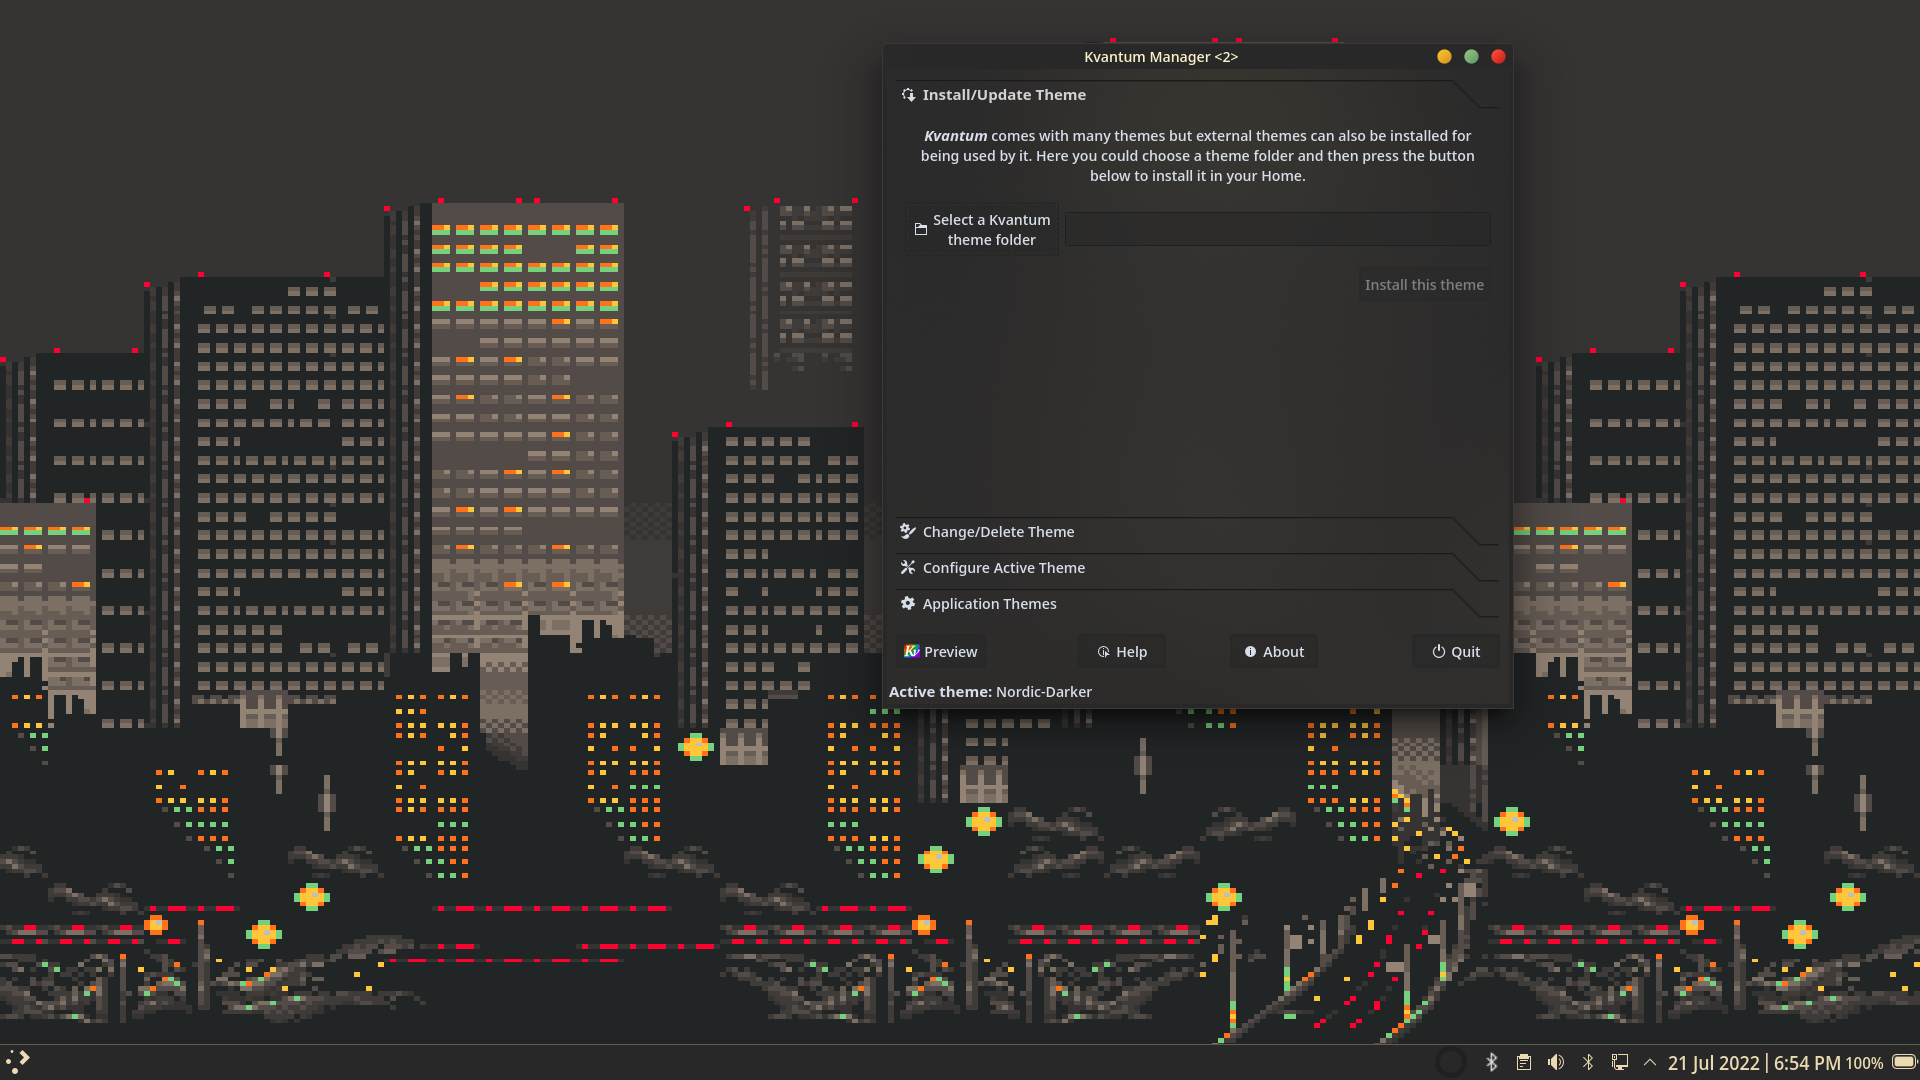 Kvantum Manager <2>
Install/Update Theme
Kvantum comes with many themes but external themes can also be installed for
being used by it. Here you could choose a theme folder and then press the button
below to install it in your Home.
Select a Kvantum
theme folder
Install this theme
Change/Delete Theme
Configure Active Theme
Application Themes
Preview
Help
About
Quit
Active theme: Nordic-Darker
21 Jul 2022 | 6:54 PM 100%